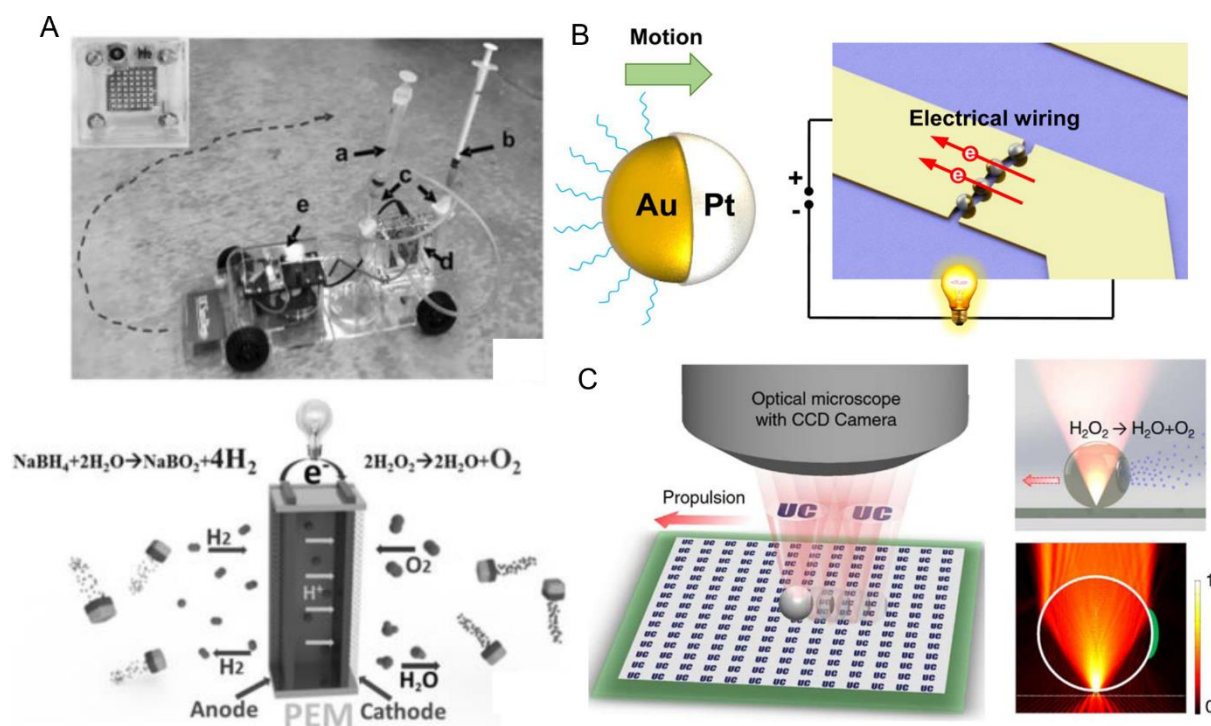 A
H₂
a
b
c
e
d
NaBH₄+2H₂O→NaBO₂+4H₂
e⁻
2H₂O₂→2H₂O+O₂
H₂
O₂
H⁺
H₂
H₂O
Anode
PEM
Cathode
B
Motion
Au
Pt
+
-
Electrical wiring
e
e
C
Optical microscope
with CCD Camera
Propulsion
UC UC
H₂O₂→H₂O+O₂
1
0